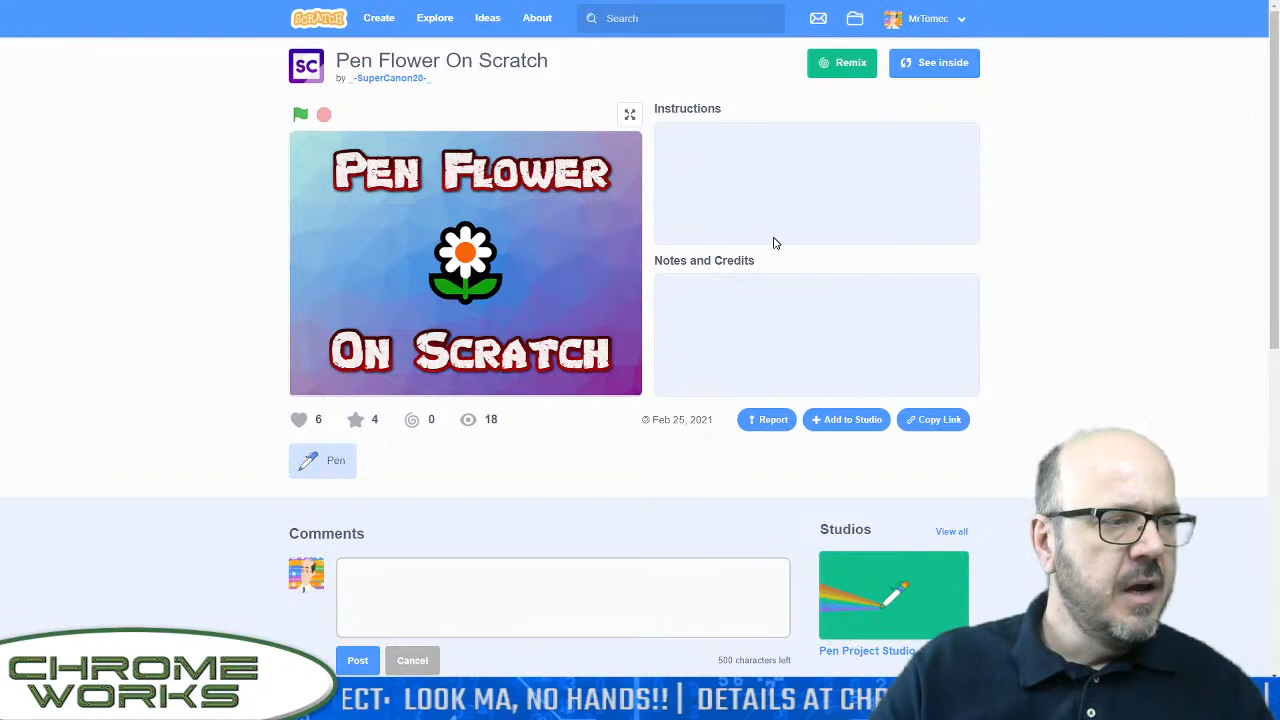 SCRATCH Create Explore Ideas About Search MrTomec
SC Pen Flower On Scratch
by _-SuperCanon20-_
Remix See inside
Instructions
PEN FLOWER
ON SCRATCH
Notes and Credits
6 4 0 18
© Feb 25, 2021 Report Add to Studio Copy Link
Pen
Comments
Studios View all
Pen Project Studio
Post Cancel 500 characters left
CHROME
WORKS
ECT: LOOK MA, NO HANDS!! | DETAILS AT CH